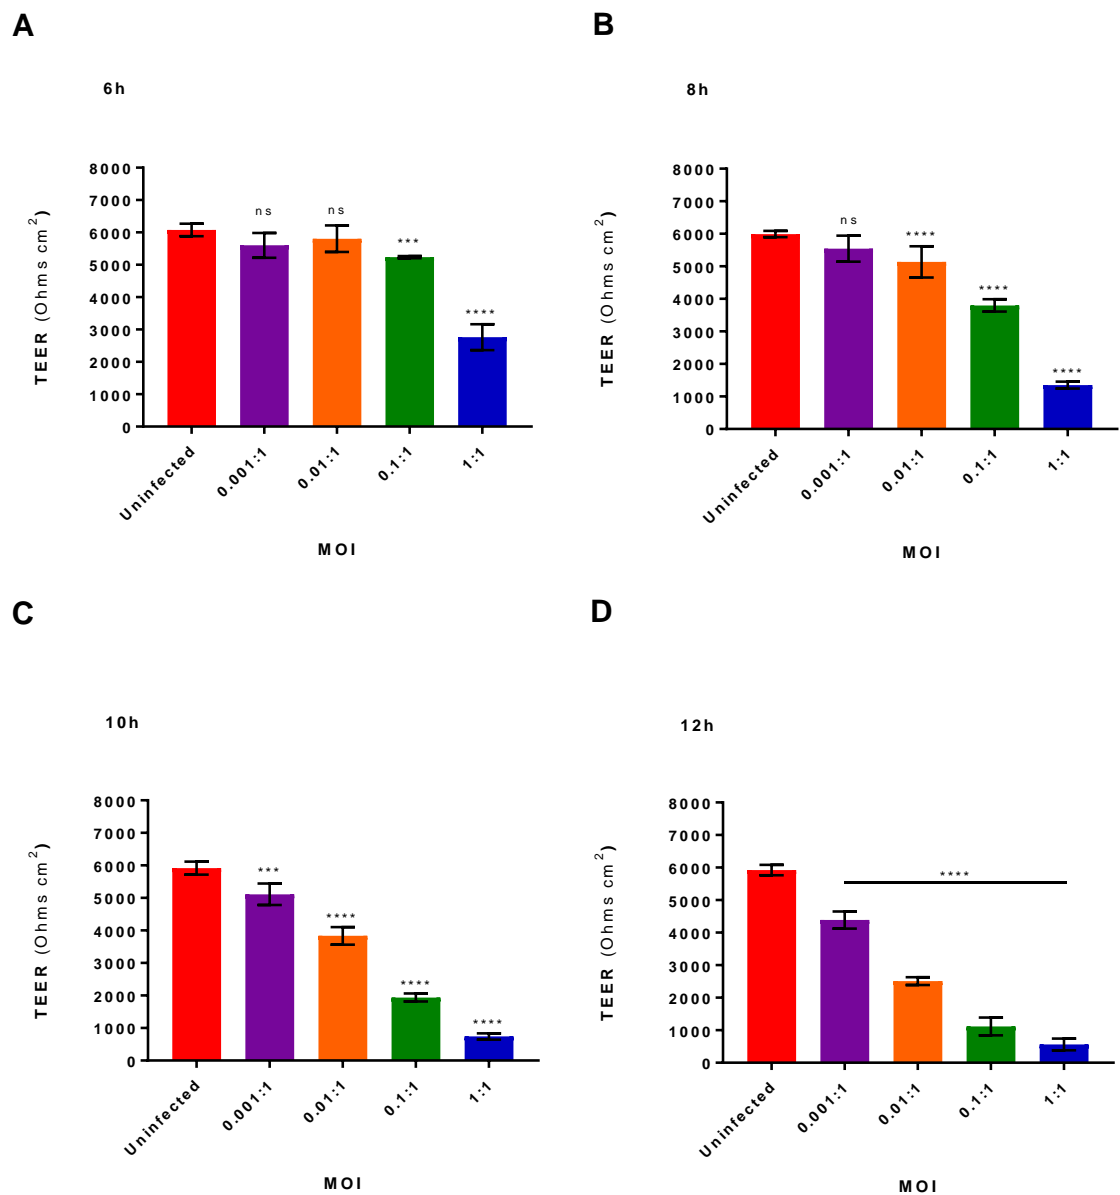 A
6h
8000
7000
6000
5000
4000
3000
2000
1000
0
TEER (Ohms cm²)
ns
ns
***
****
Uninfected
0.001:1
0.01:1
0.1:1
1:1
MOI
B
8h
8000
7000
6000
5000
4000
3000
2000
1000
0
TEER (Ohms cm²)
ns
****
****
****
Uninfected
0.001:1
0.01:1
0.1:1
1:1
MOI
C
10h
8000
7000
6000
5000
4000
3000
2000
1000
0
TEER (Ohms cm²)
***
****
****
****
Uninfected
0.001:1
0.01:1
0.1:1
1:1
MOI
D
12h
8000
7000
6000
5000
4000
3000
2000
1000
0
TEER (Ohms cm²)
****
Uninfected
0.001:1
0.01:1
0.1:1
1:1
MOI